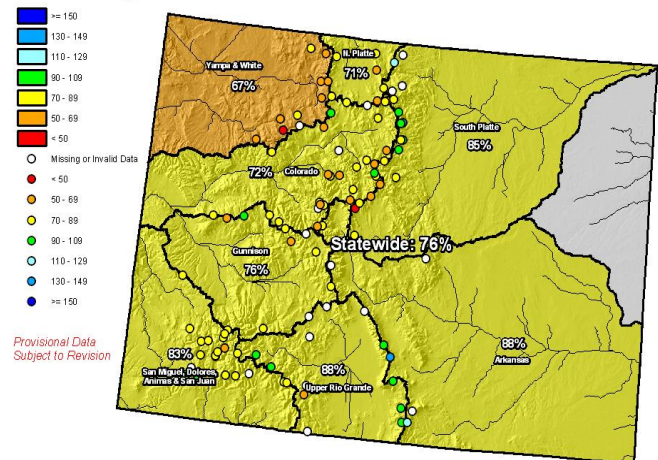 >= 150
130 - 149
110 - 129
90 - 109
70 - 89
50 - 69
< 50
Missing or Invalid Data
< 50
50 - 69
70 - 89
90 - 109
110 - 129
130 - 149
>= 150
Provisional Data
Subject to Revision
Yampa & White
67%
N. Platte
71%
South Platte
85%
72%
Colorado
Statewide: 76%
Gunnison
76%
83%
San Miguel, Dolores,
Animas & San Juan
88%
Upper Rio Grande
88%
Arkansas